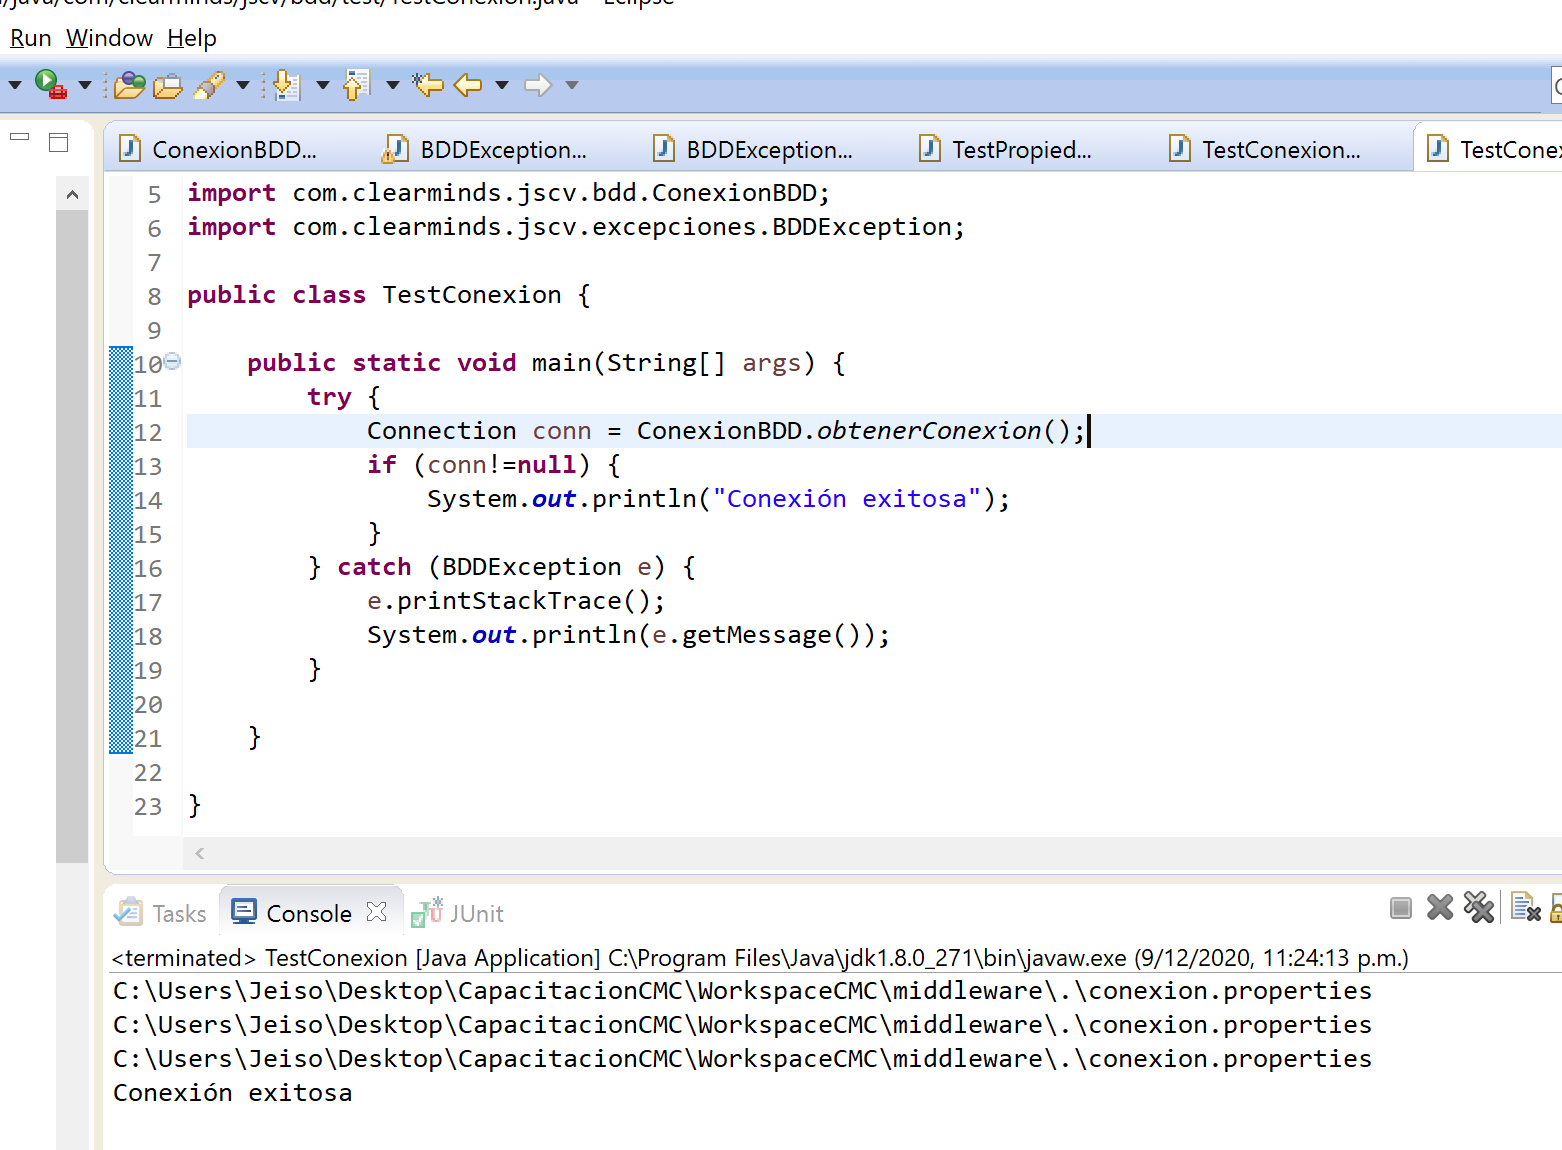 /java/com/clearminds/jscv/bdd/test/TestConexion.java - Eclipse
Run Window Help
ConexionBDD... BDDException... BDDException... TestPropied... TestConexion... TestConex
5 import com.clearminds.jscv.bdd.ConexionBDD;
6 import com.clearminds.jscv.excepciones.BDDException;
7
8 public class TestConexion {
9
10 public static void main(String[] args) {
11 try {
12 Connection conn = ConexionBDD.obtenerConexion();
13 if (conn!=null) {
14 System.out.println("Conexión exitosa");
15 }
16 } catch (BDDException e) {
17 e.printStackTrace();
18 System.out.println(e.getMessage());
19 }
20
21 }
22
23 }
Tasks Console JUnit
<terminated> TestConexion [Java Application] C:\Program Files\Java\jdk1.8.0_271\bin\javaw.exe (9/12/2020, 11:24:13 p.m.)
C:\Users\Jeiso\Desktop\CapacitacionCMC\WorkspaceCMC\middleware\.\conexion.properties
C:\Users\Jeiso\Desktop\CapacitacionCMC\WorkspaceCMC\middleware\.\conexion.properties
C:\Users\Jeiso\Desktop\CapacitacionCMC\WorkspaceCMC\middleware\.\conexion.properties
Conexión exitosa